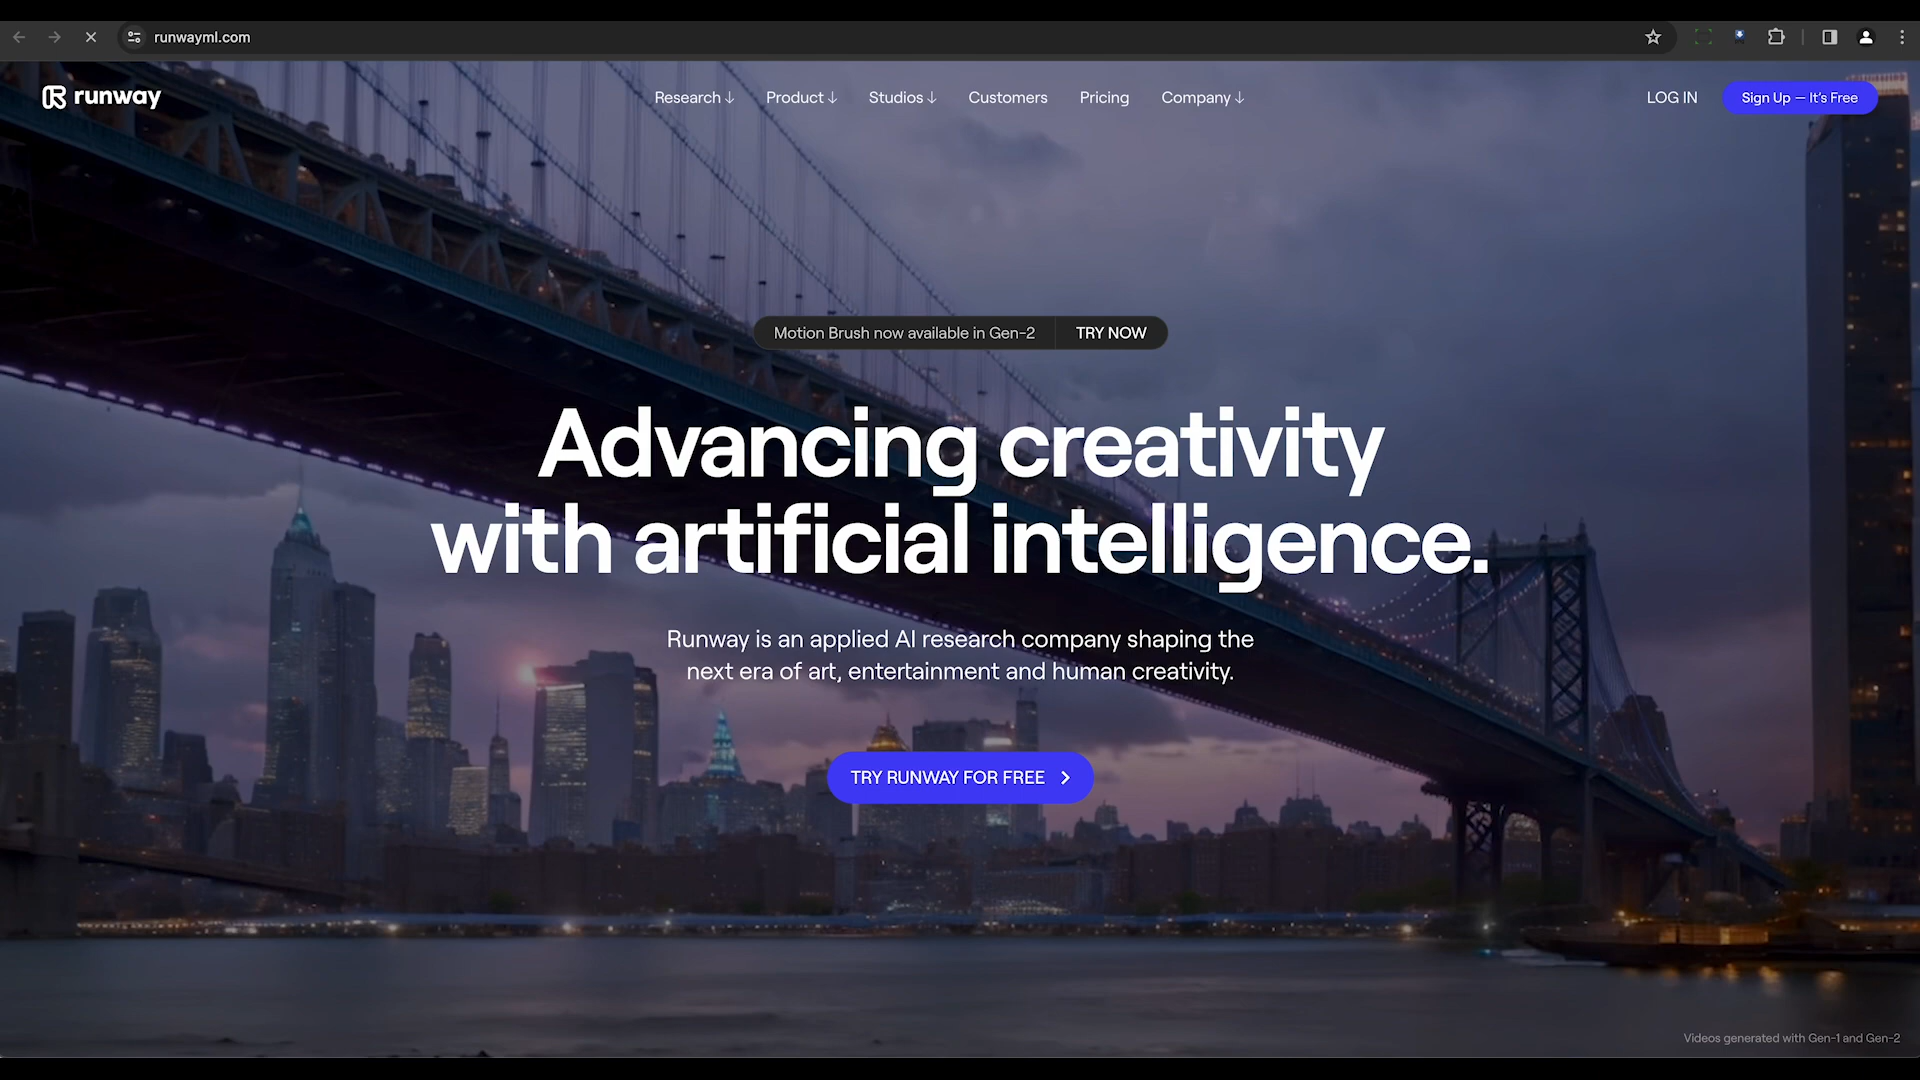 runwayml.com
runway
Research ↓
Product ↓
Studios ↓
Customers
Pricing
Company ↓
LOG IN
Sign Up — It's Free
Motion Brush now available in Gen-2
TRY NOW
Advancing creativity
with artificial intelligence.
Runway is an applied AI research company shaping the
next era of art, entertainment and human creativity.
TRY RUNWAY FOR FREE
Videos generated with Gen-1 and Gen-2